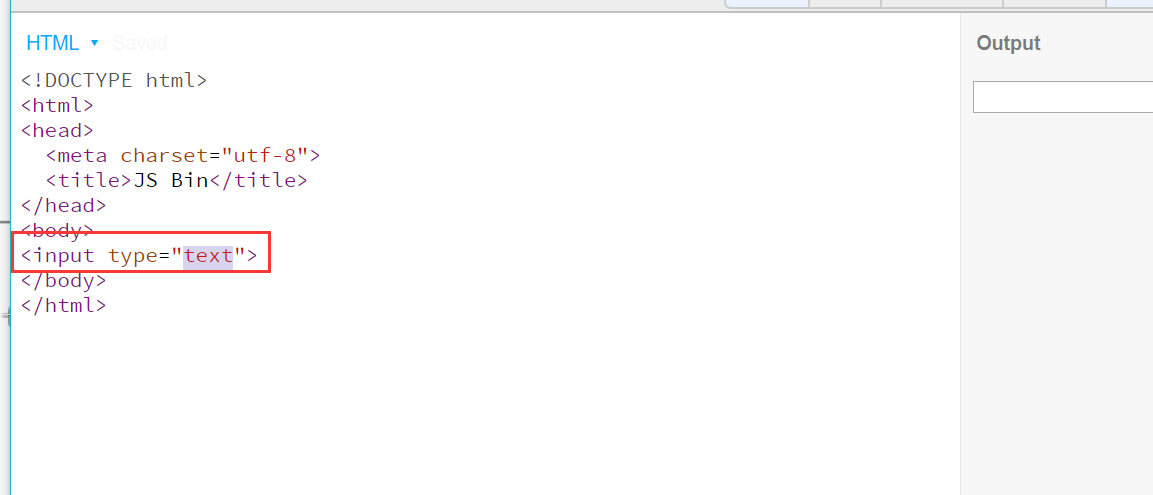 HTML ▾ Saved
Output
<!DOCTYPE html>
<html>
<head>
  <meta charset="utf-8">
  <title>JS Bin</title>
</head>
<body>
<input type="text">
</body>
</html>